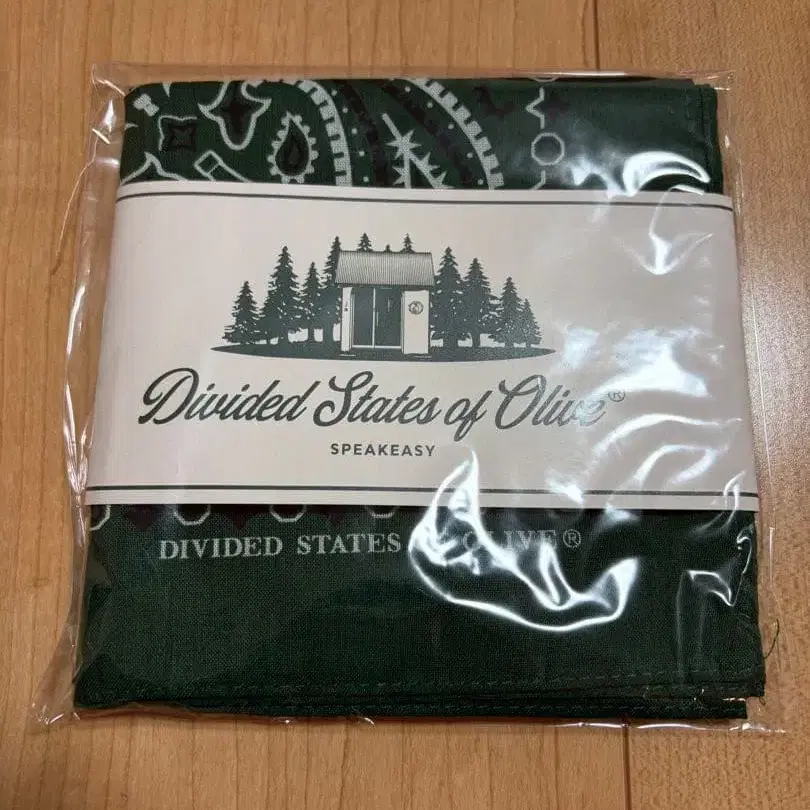 Divided States of Olive®
SPEAKEASY
DIVIDED STATES OLIVE®